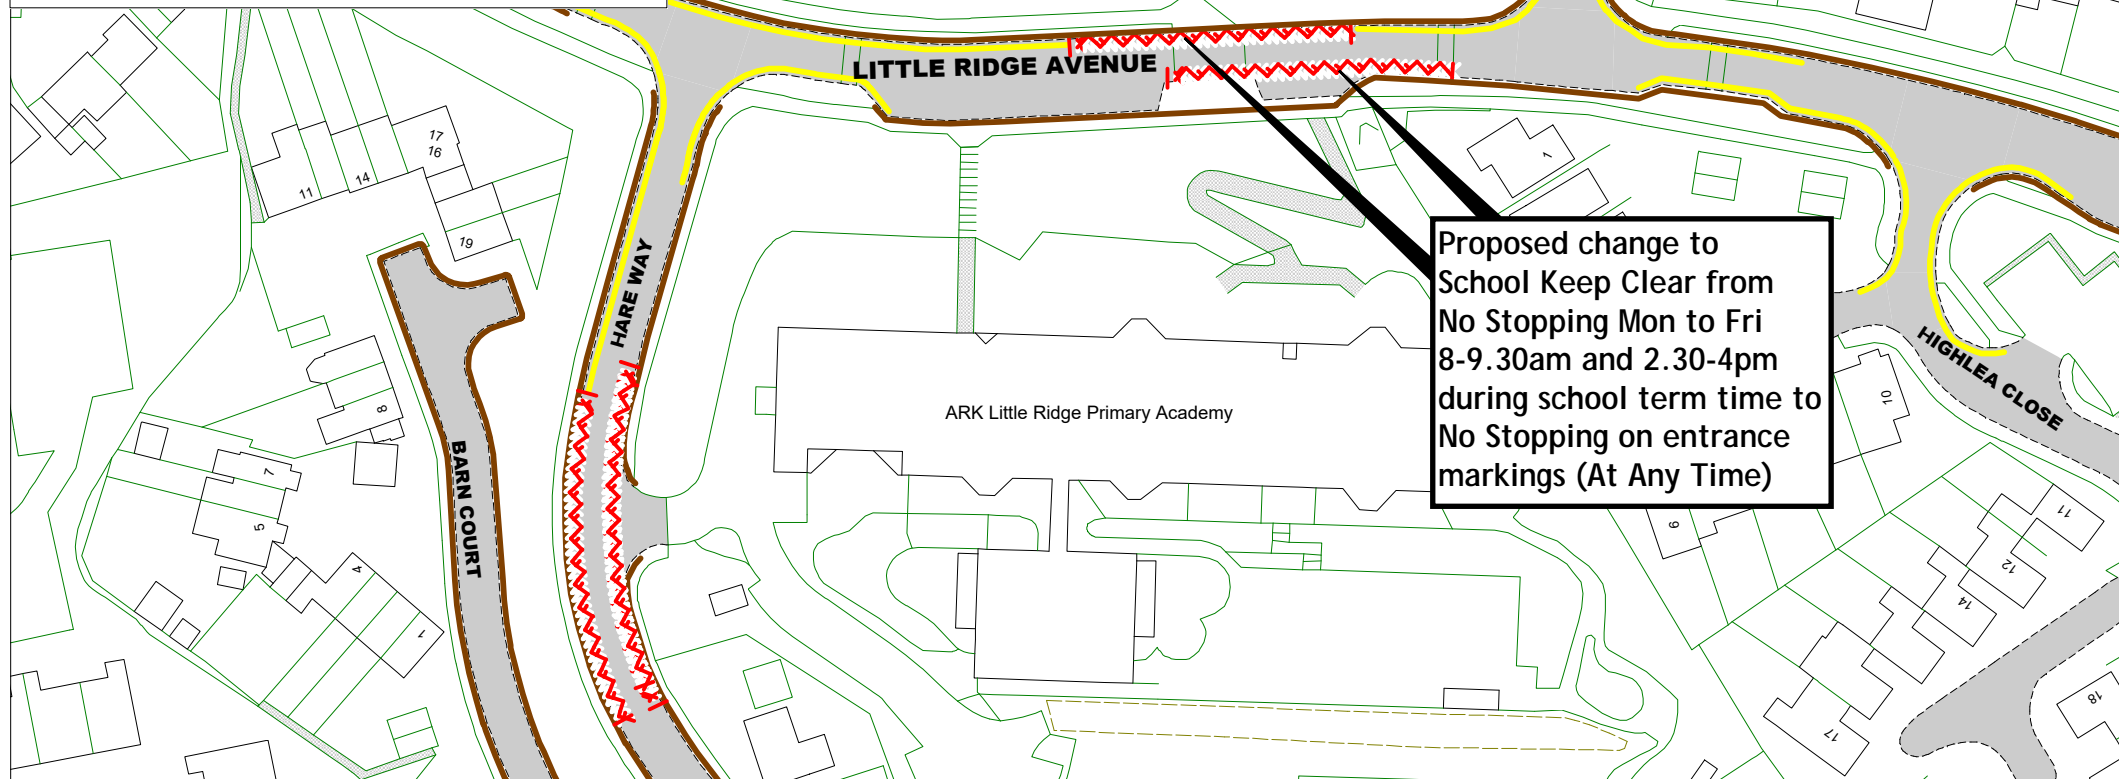 LITTLE RIDGE AVENUE
17
16
14
11
19
1
HARE WAY
Proposed change to
School Keep Clear from
No Stopping Mon to Fri
8-9.30am and 2.30-4pm
during school term time to
No Stopping on entrance
markings (At Any Time)
HIGHLEA CLOSE
10
8
ARK Little Ridge Primary Academy
BARN COURT
7
5
4
1
9
11
12
14
17
18